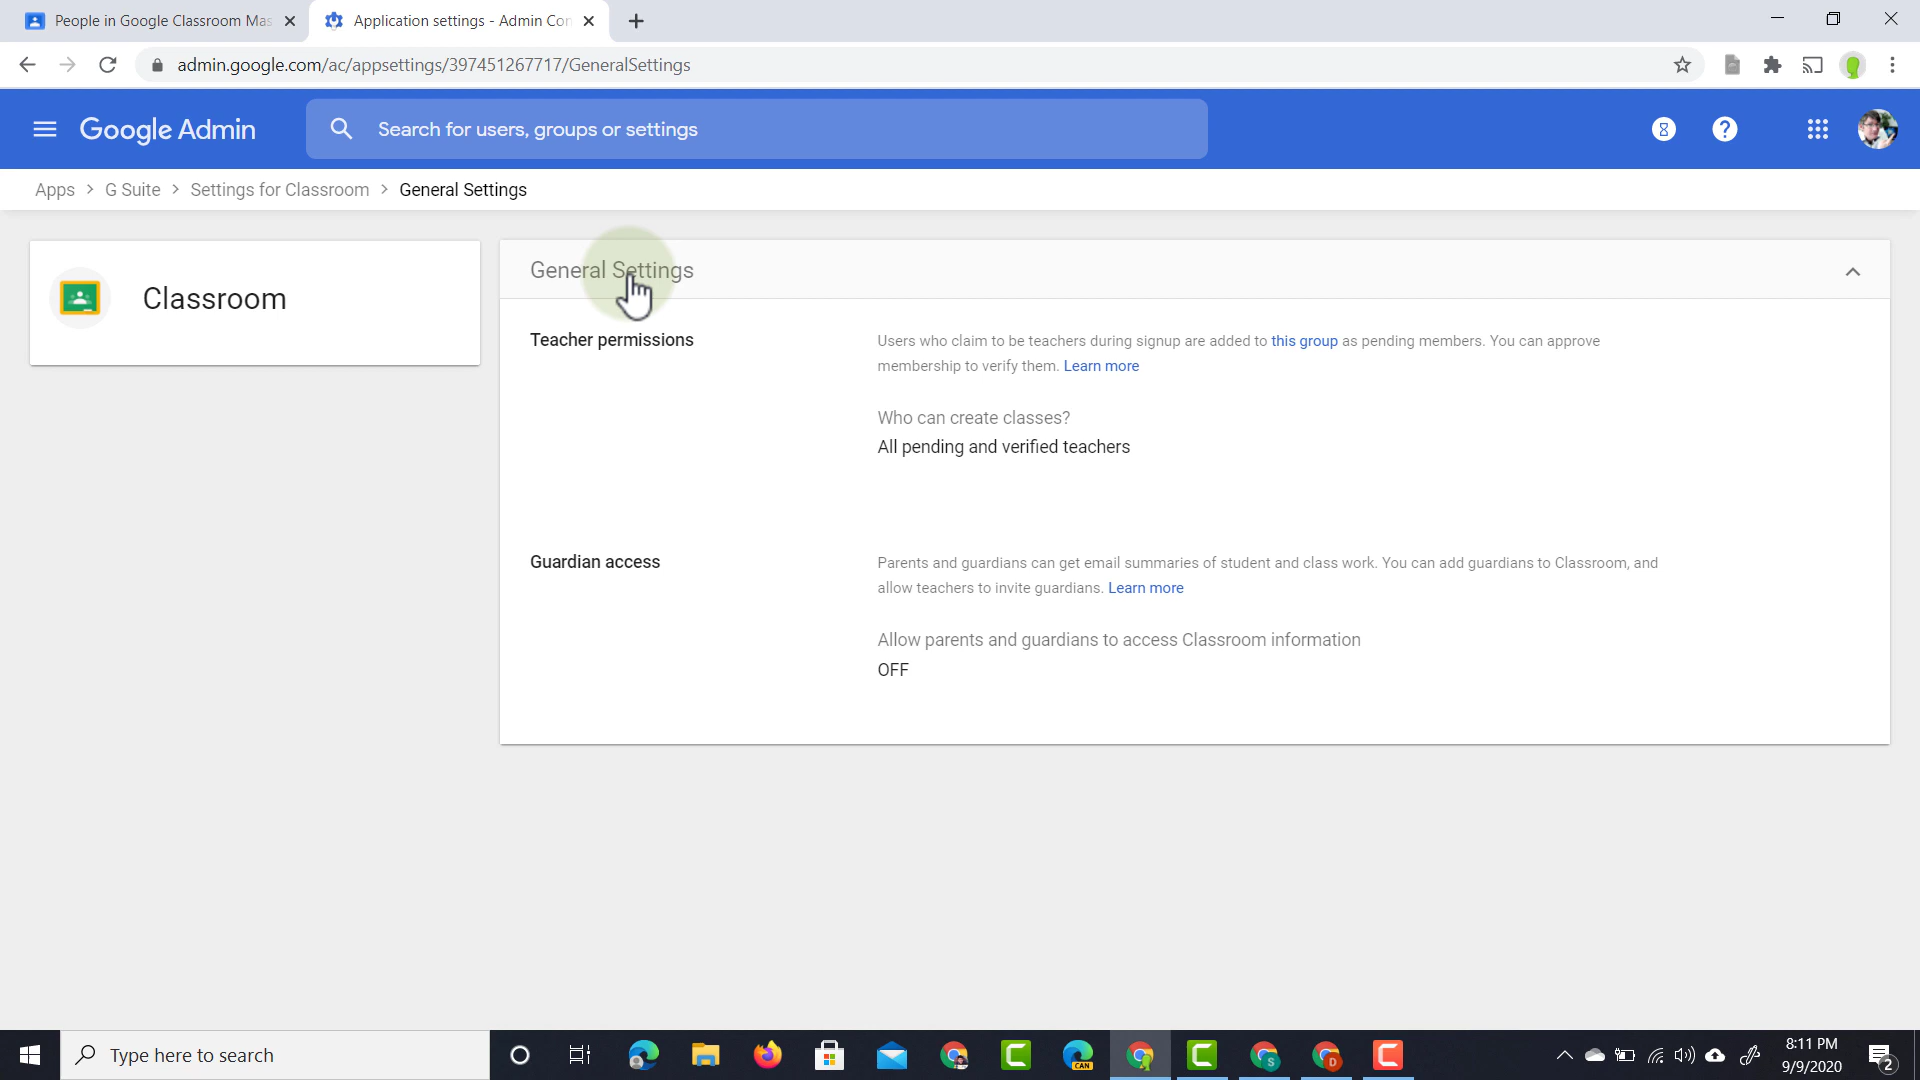 People in Google Classroom Mas
Application settings - Admin Con
admin.google.com/ac/appsettings/397451267717/GeneralSettings
Google Admin
Search for users, groups or settings
Apps > G Suite > Settings for Classroom > General Settings
Classroom
General Settings
Teacher permissions
Users who claim to be teachers during signup are added to this group as pending members. You can approve
membership to verify them. Learn more
Who can create classes?
All pending and verified teachers
Guardian access
Parents and guardians can get email summaries of student and class work. You can add guardians to Classroom, and
allow teachers to invite guardians. Learn more
Allow parents and guardians to access Classroom information
OFF
Type here to search
CAN
S
D
8:11 PM
9/9/2020
2